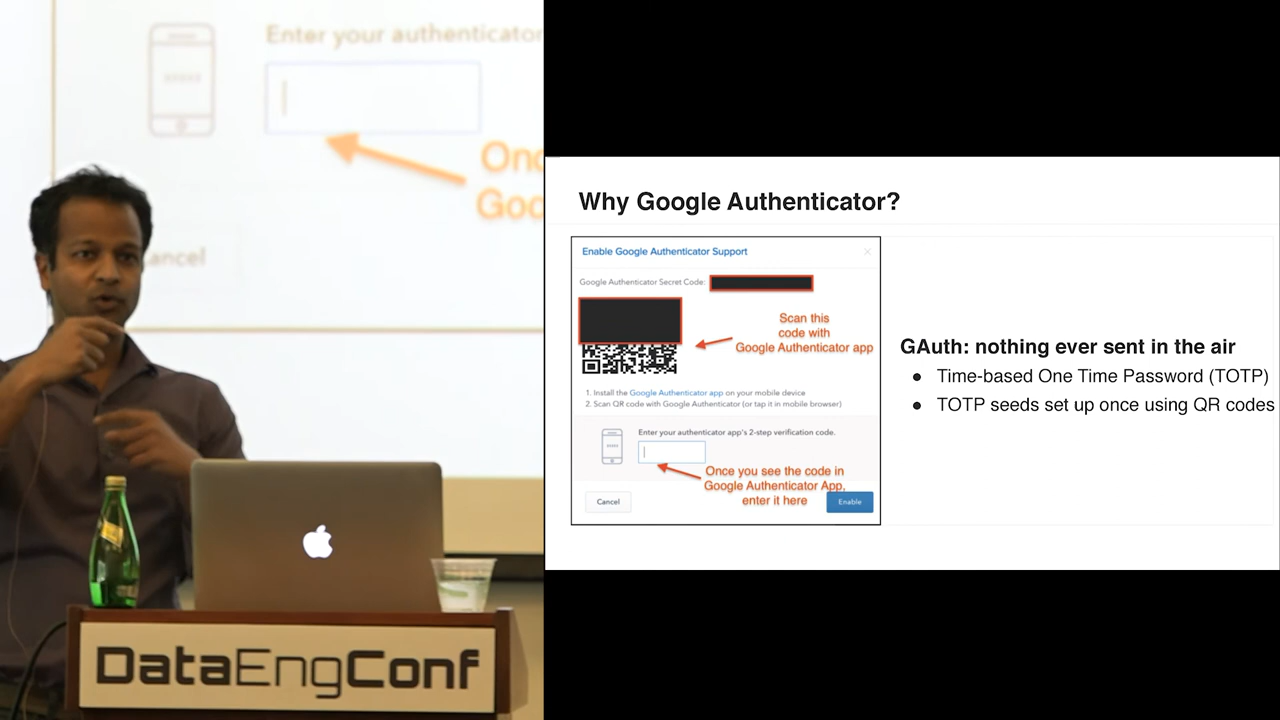 Enter your authenticator
Onc
Goo
ancel
DataEngConf
Why Google Authenticator?
Enable Google Authenticator Support
Google Authenticator Secret Code:
Scan this
code with
Google Authenticator app
1. Install the Google Authenticator app on your mobile device
2. Scan QR code with Google Authenticator (or tap it in mobile browser)
Enter your authenticator app's 2-step verification code.
Once you see the code in
Google Authenticator App,
enter it here
Cancel
Enable
GAuth: nothing ever sent in the air
● Time-based One Time Password (TOTP)
● TOTP seeds set up once using QR codes